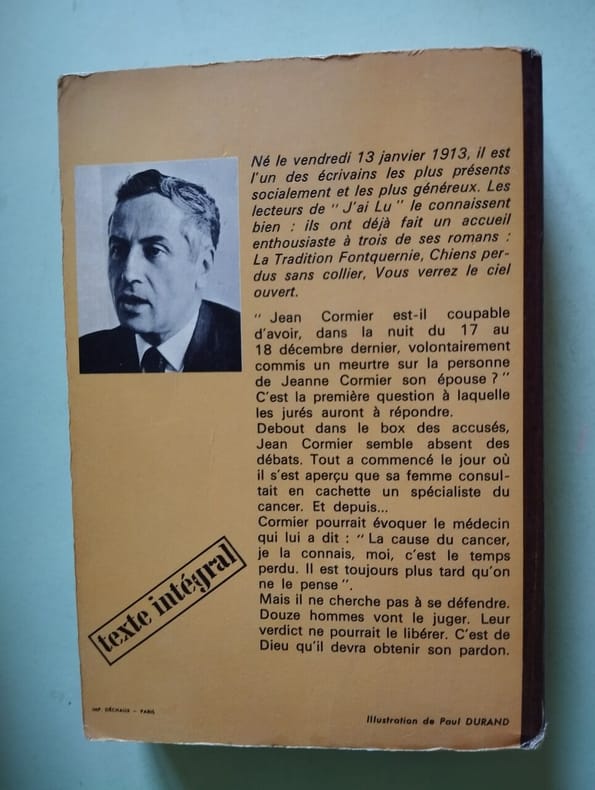 Né le vendredi 13 janvier 1913, il est
l'un des écrivains les plus présents
socialement et les plus généreux. Les
lecteurs de " J'ai Lu " le connaissent
bien : ils ont déjà fait un accueil
enthousiaste à trois de ses romans :
La Tradition Fontquernie, Chiens per-
dus sans collier, Vous verrez le ciel
ouvert.
" Jean Cormier est-il coupable
d'avoir, dans la nuit du 17 au
18 décembre dernier, volontairement
commis un meurtre sur la personne
de Jeanne Cormier son épouse ? "
C'est la première question à laquelle
les jurés auront à répondre.
Debout dans le box des accusés,
Jean Cormier semble absent des
débats. Tout a commencé le jour où
il s'est aperçu que sa femme consul-
tait en cachette un spécialiste du
cancer. Et depuis...
Cormier pourrait évoquer le médecin
qui lui a dit : " La cause du cancer,
je la connais, moi, c'est le temps
perdu. Il est toujours plus tard qu'on
ne le pense ".
Mais il ne cherche pas à se défendre.
Douze hommes vont le juger. Leur
verdict ne pourrait le libérer. C'est de
Dieu qu'il devra obtenir son pardon.
texte intégral
IMP. DÉCHAUX – PARIS
Illustration de Paul DURAND